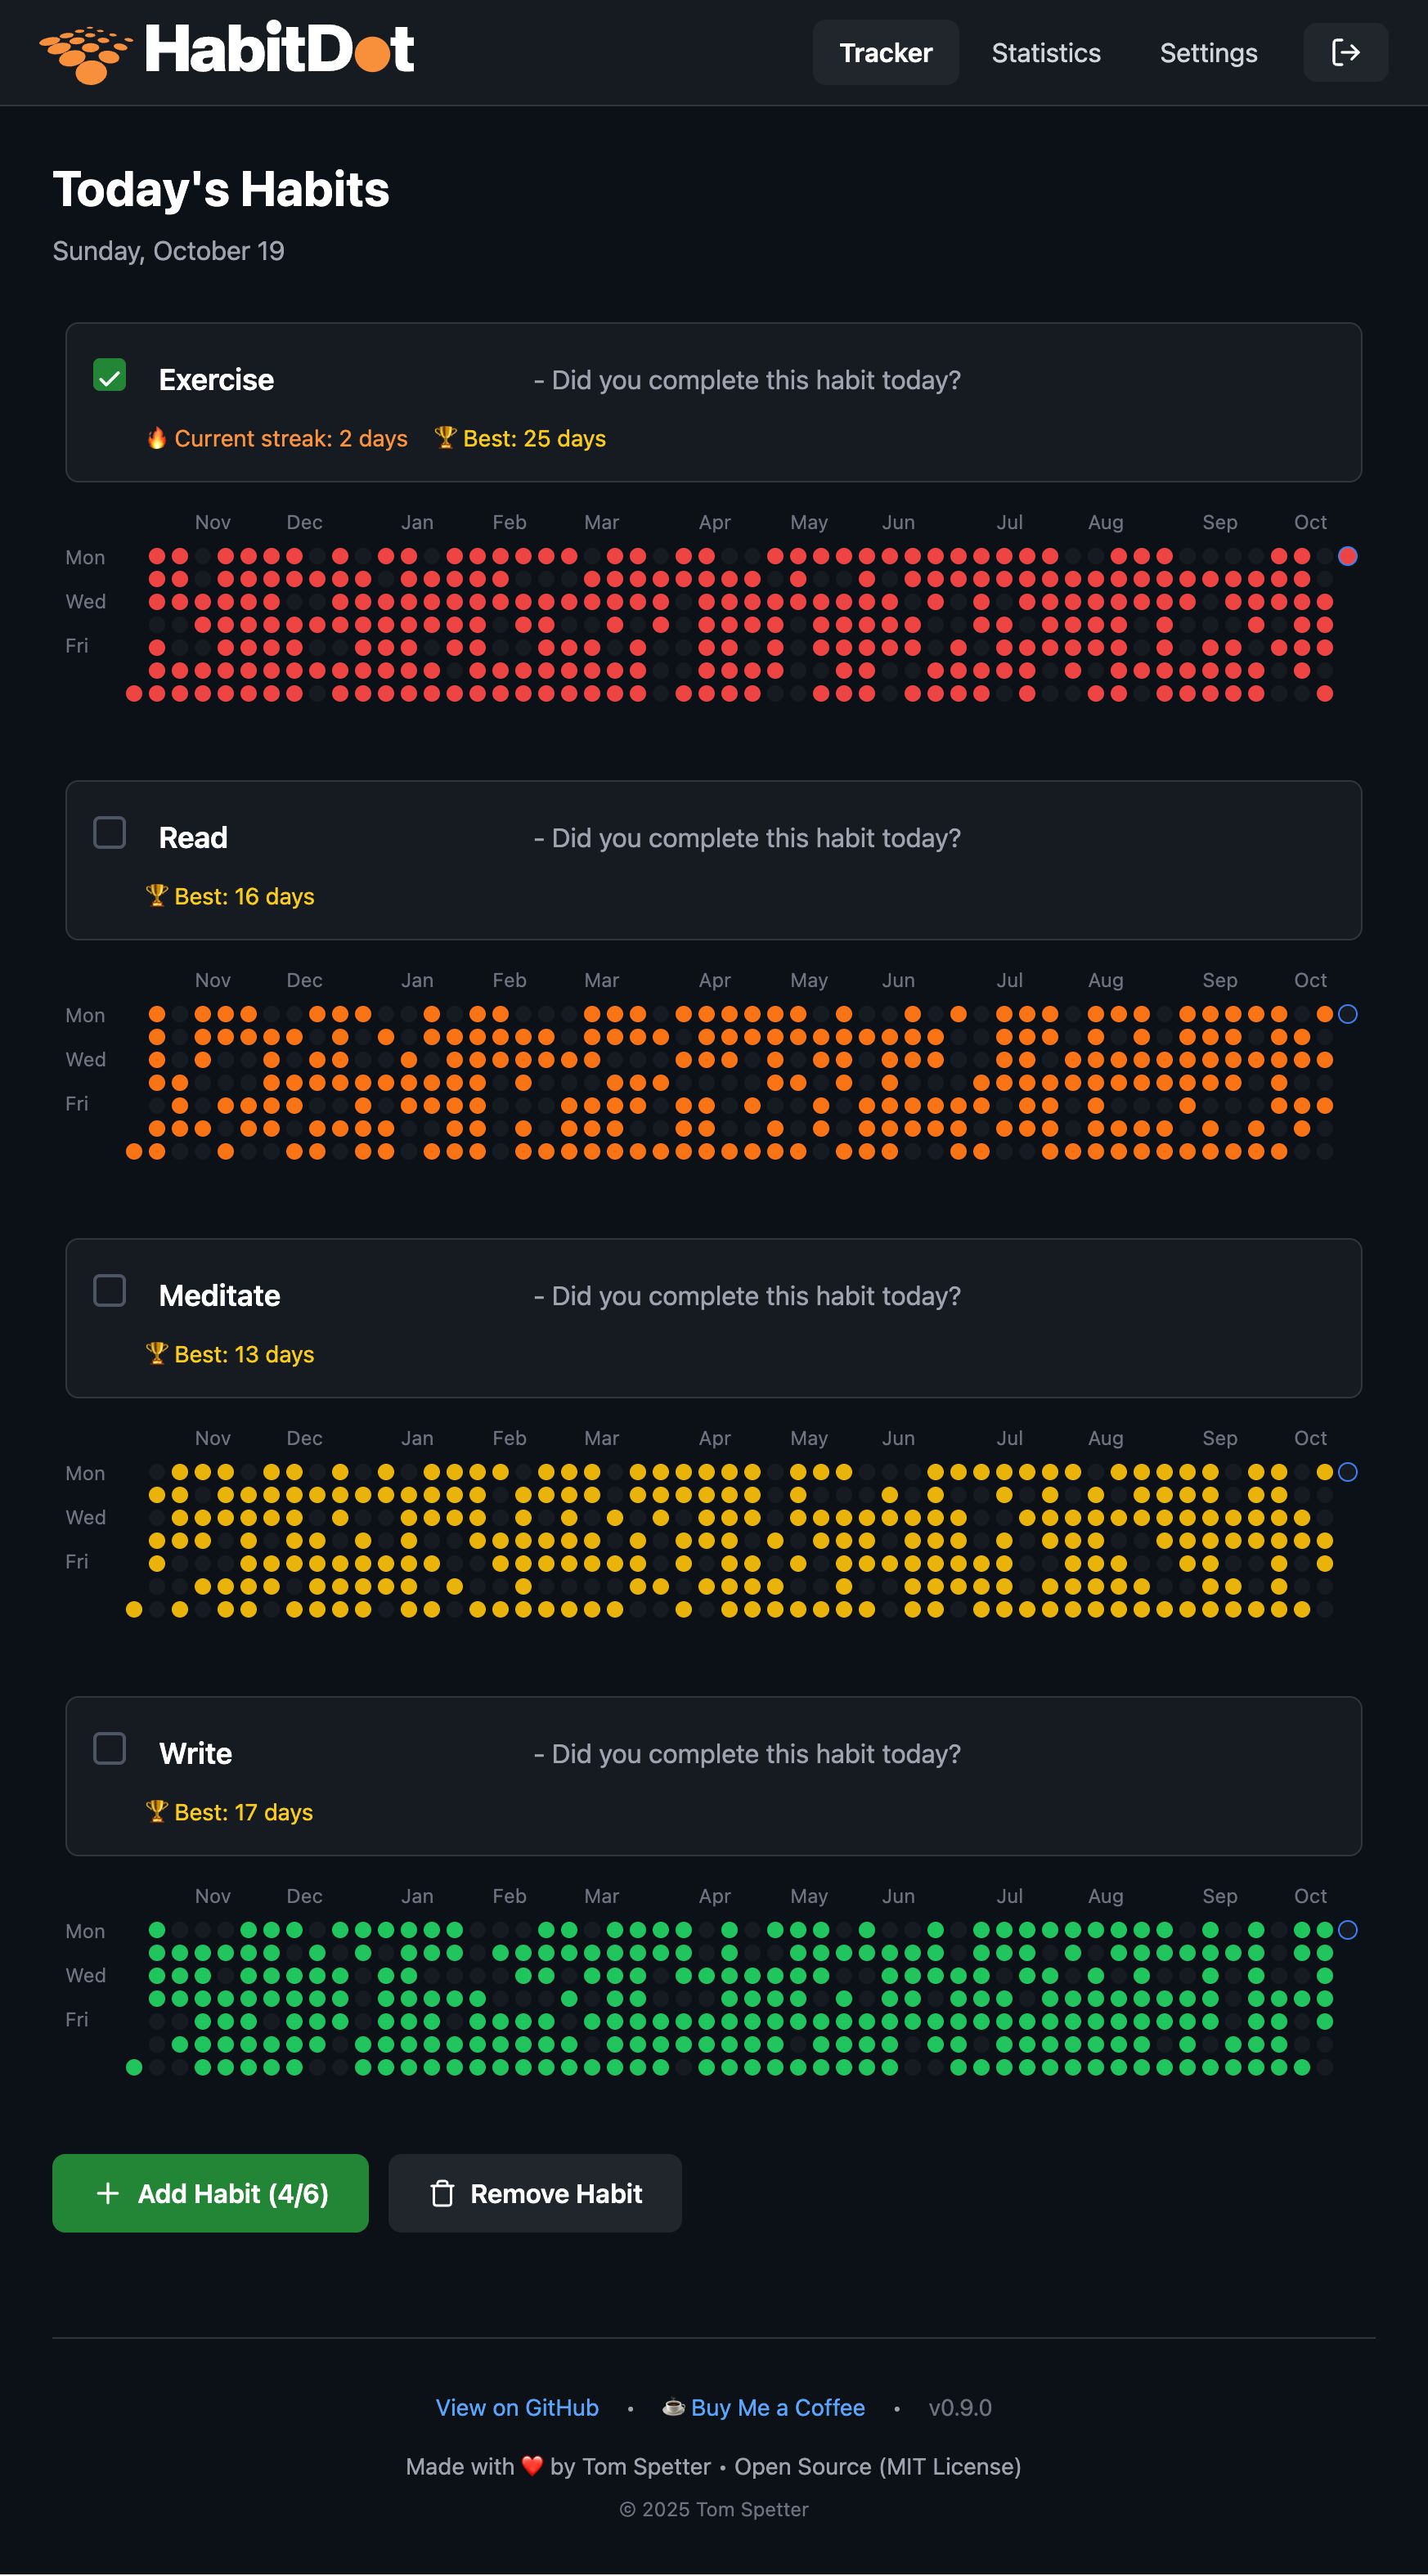 HabitDot
Tracker Statistics Settings
Today's Habits
Sunday, October 19
Exercise - Did you complete this habit today?
🔥 Current streak: 2 days 🏆 Best: 25 days
Nov Dec Jan Feb Mar Apr May Jun Jul Aug Sep Oct
Mon
Wed
Fri
Read - Did you complete this habit today?
🏆 Best: 16 days
Nov Dec Jan Feb Mar Apr May Jun Jul Aug Sep Oct
Mon
Wed
Fri
Meditate - Did you complete this habit today?
🏆 Best: 13 days
Nov Dec Jan Feb Mar Apr May Jun Jul Aug Sep Oct
Mon
Wed
Fri
Write - Did you complete this habit today?
🏆 Best: 17 days
Nov Dec Jan Feb Mar Apr May Jun Jul Aug Sep Oct
Mon
Wed
Fri
+ Add Habit (4/6) Remove Habit
View on GitHub • ☕ Buy Me a Coffee • v0.9.0
Made with ❤️ by Tom Spetter • Open Source (MIT License)
© 2025 Tom Spetter